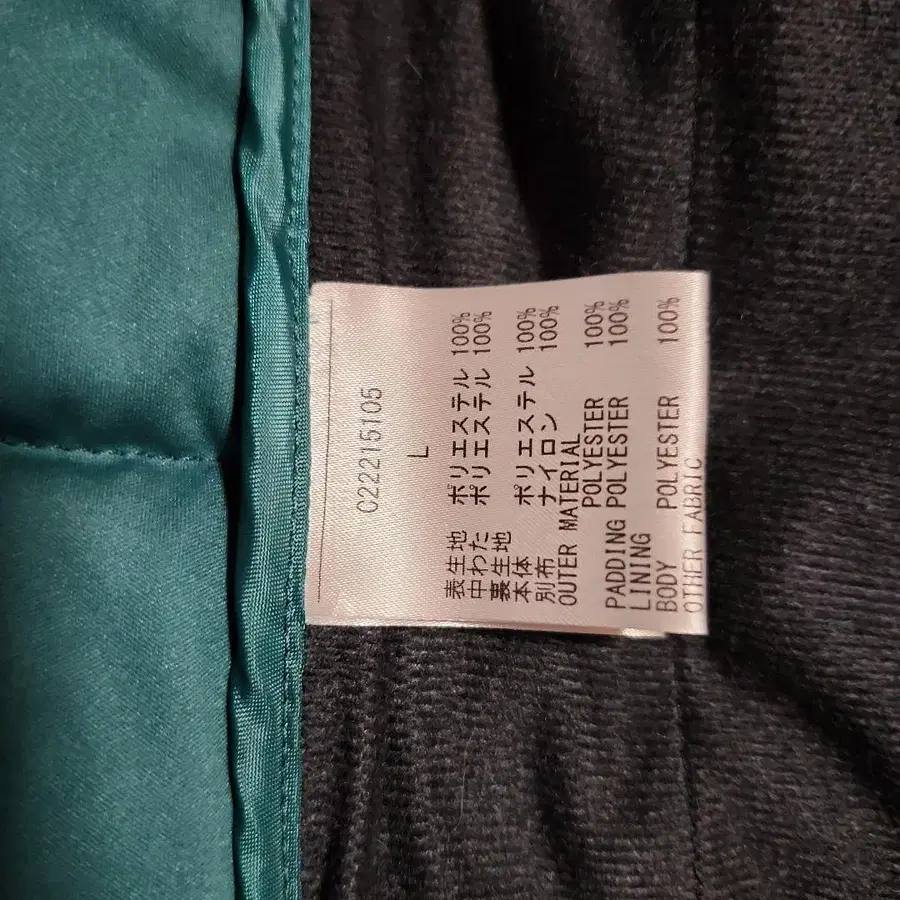 C22215105
L
表生地 ポリエステル 100%
中わた ポリエステル 100%
裏生地
本体 ポリエステル 100%
別布 ナイロン 100%
OUTER MATERIAL
POLYESTER 100%
PADDING POLYESTER 100%
LINING
BODY POLYESTER 100%
OTHER FABRIC